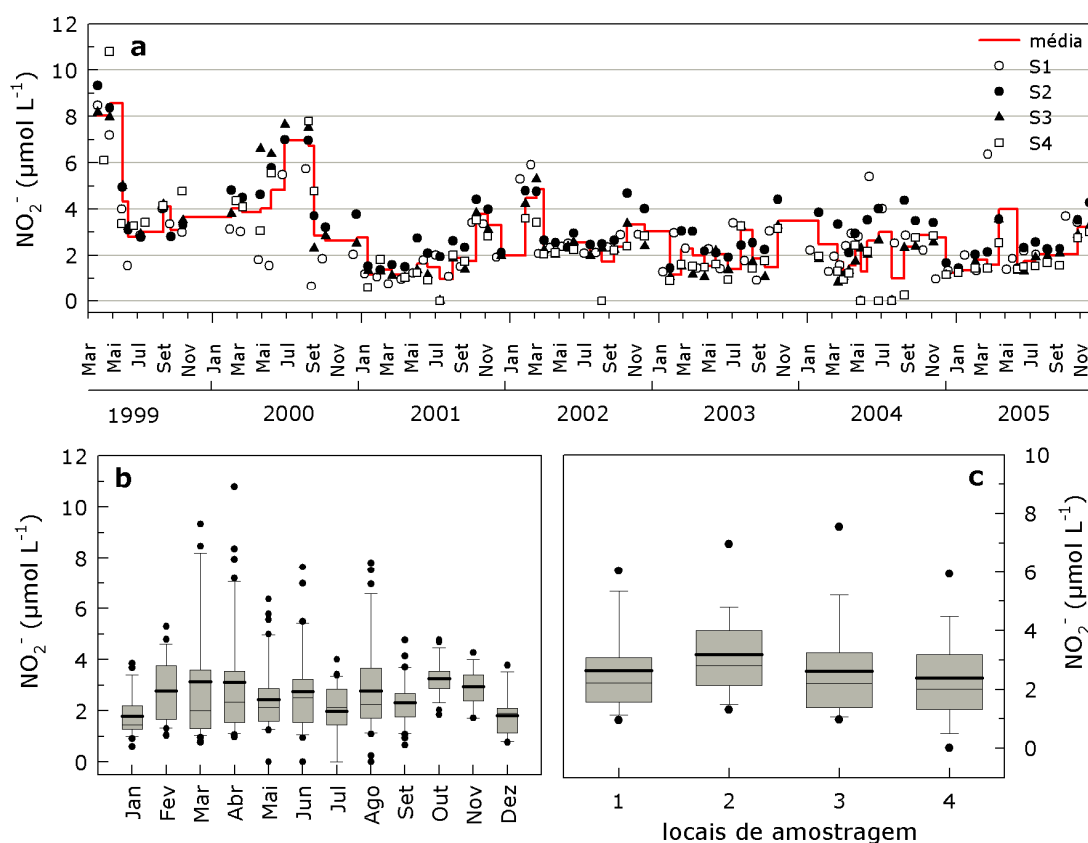 12
10
8
6
4
2
0
NO₂⁻ (μmol L⁻¹)
a
média
S1
S2
S3
S4
Mar Mai Jul Set Nov Jan Mar Mai Jul Set Nov Jan Mar Mai Jul Set Nov Jan Mar Mai Jul Set Nov Jan Mar Mai Jul Set Nov Jan Mar Mai Jul Set Nov Jan Mar Mai Jul Set Nov
1999 2000 2001 2002 2003 2004 2005
12
10
8
6
4
2
0
NO₂⁻ (μmol L⁻¹)
b
Jan Fev Mar Abr Mai Jun Jul Ago Set Out Nov Dez
c
10
8
6
4
2
0
NO₂⁻ (μmol L⁻¹)
1 2 3 4
locais de amostragem